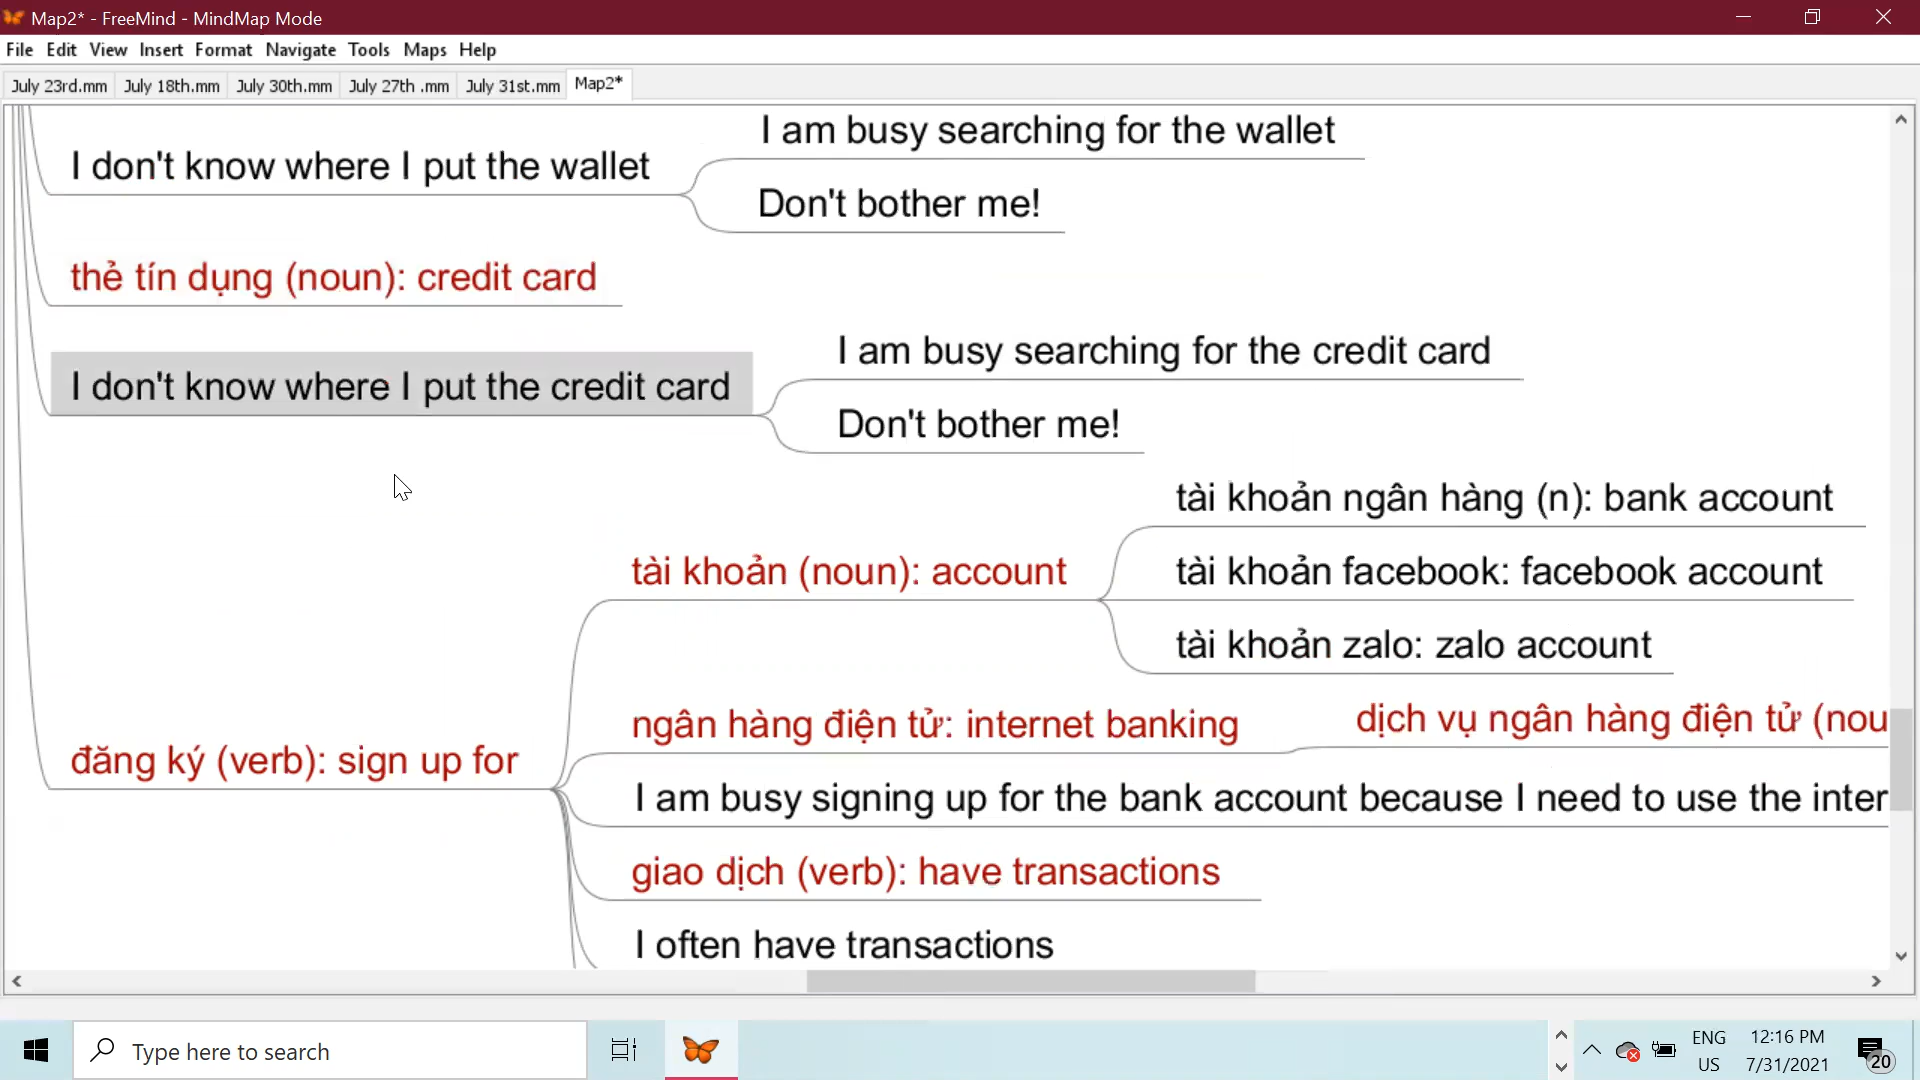 Map2* - FreeMind - MindMap Mode
File Edit View Insert Format Navigate Tools Maps Help
July 23rd.mm July 18th.mm July 30th.mm July 27th .mm July 31st.mm Map2*
I am busy searching for the wallet
I don't know where I put the wallet
Don't bother me!
thẻ tín dụng (noun): credit card
I am busy searching for the credit card
I don't know where I put the credit card
Don't bother me!
tài khoản ngân hàng (n): bank account
tài khoản (noun): account
tài khoản facebook: facebook account
tài khoản zalo: zalo account
ngân hàng điện tử: internet banking
dịch vụ ngân hàng điện tử (nou
đăng ký (verb): sign up for
I am busy signing up for the bank account because I need to use the inter
giao dịch (verb): have transactions
I often have transactions
Type here to search
ENG
US
12:16 PM
7/31/2021
20